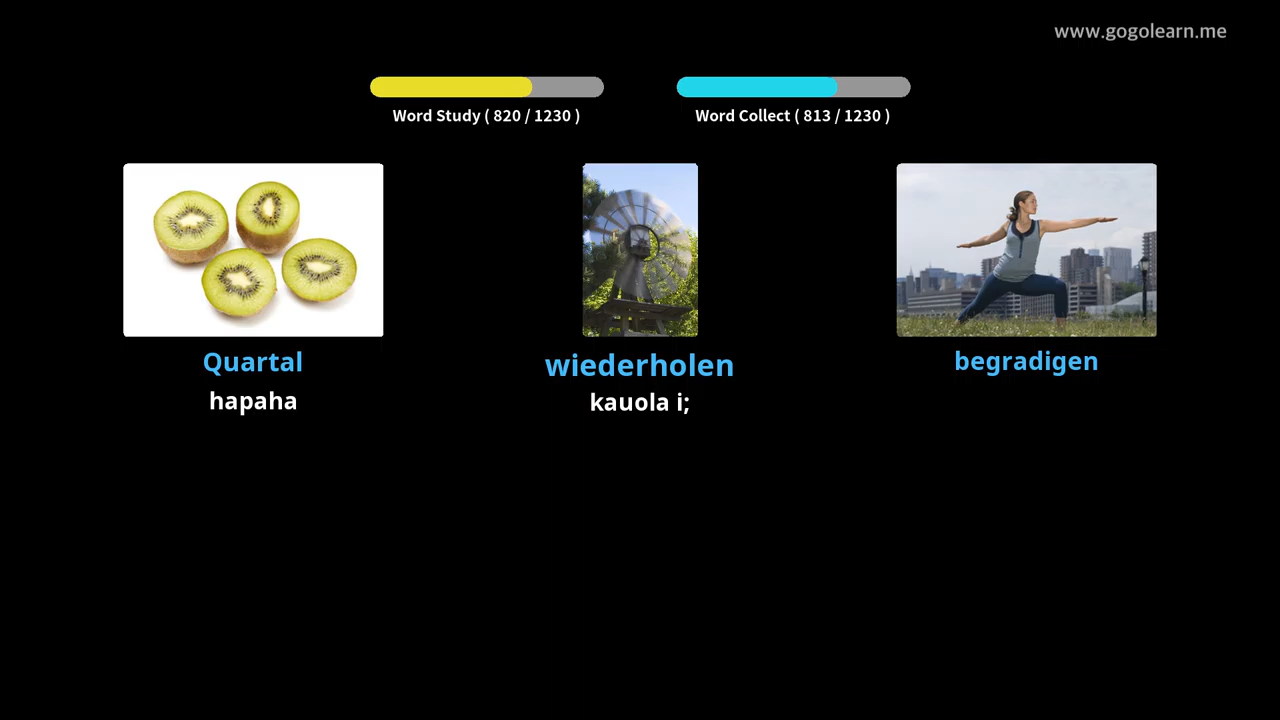 www.gogolearn.me
Word Study ( 820 / 1230 )
Word Collect ( 813 / 1230 )
Quartal
hapaha
wiederholen
kauola i;
begradigen